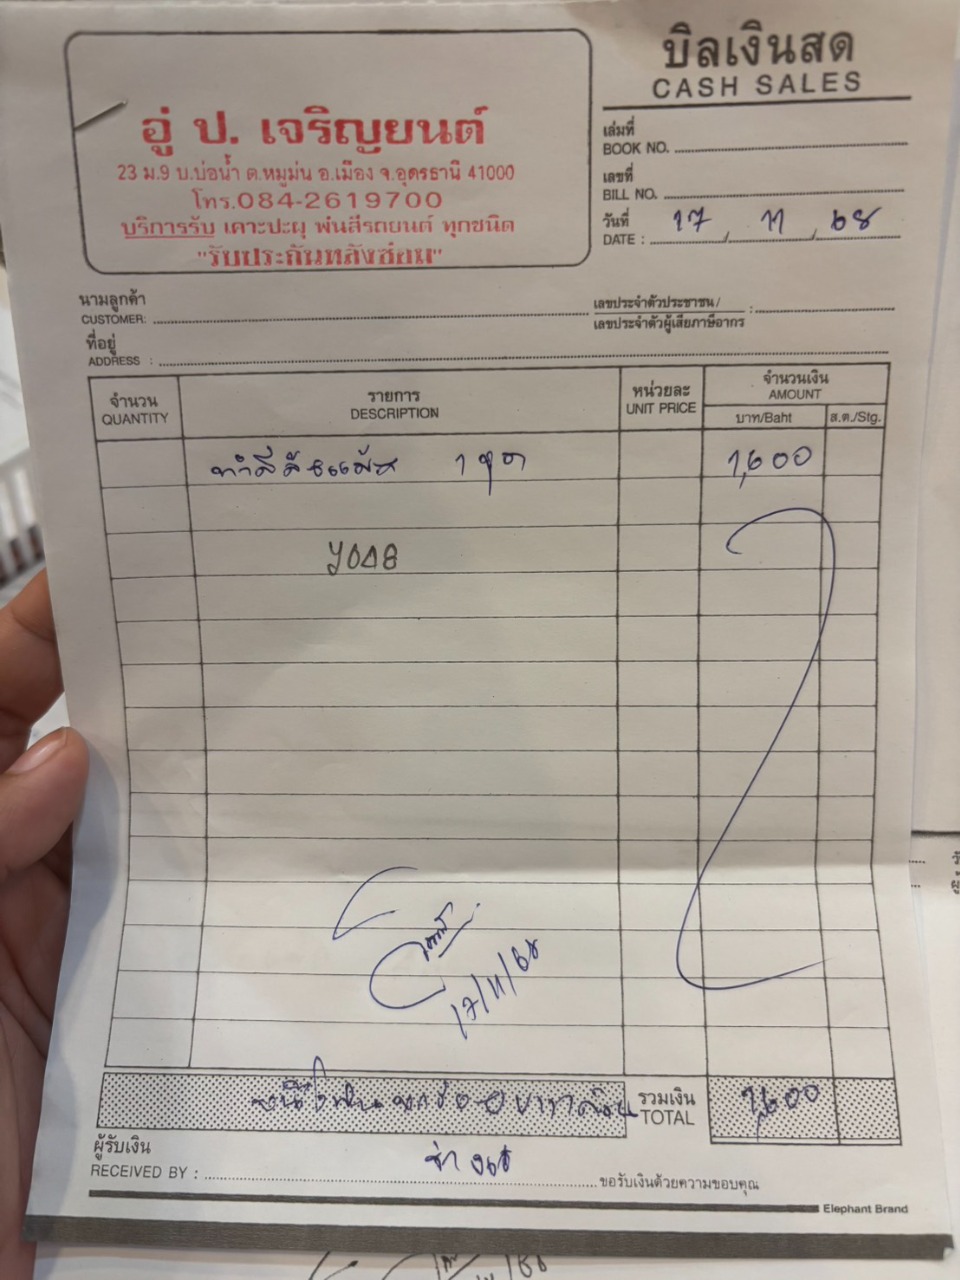 บิลเงินสด
CASH SALES
อู่ ป. เจริญยนต์
23 ม.9 บ.บ่อน้ำ ต.หมูม่น อ.เมือง จ.อุดรธานี 41000
โทร.084-2619700
บริการรับ เคาะปะผุ พ่นสีรถยนต์ ทุกชนิด
"รับประกันหลังซ่อม"
เล่มที่
BOOK NO.
เลขที่
BILL NO.
วันที่
DATE : 17 / 11 / 68
นามลูกค้า
CUSTOMER:
เลขประจำตัวประชาชน/
เลขประจำตัวผู้เสียภาษีอากร :
ที่อยู่
ADDRESS :
จำนวน
QUANTITY
รายการ
DESCRIPTION
หน่วยละ
UNIT PRICE
จำนวนเงิน
AMOUNT
บาท/Baht
ส.ต./Stg.
ทำสี 1 ชุด 1,600
17/11/68
รวมเงิน
TOTAL
1,600
ผู้รับเงิน
RECEIVED BY : ช่าง
ขอรับเงินด้วยความขอบคุณ
Elephant Brand